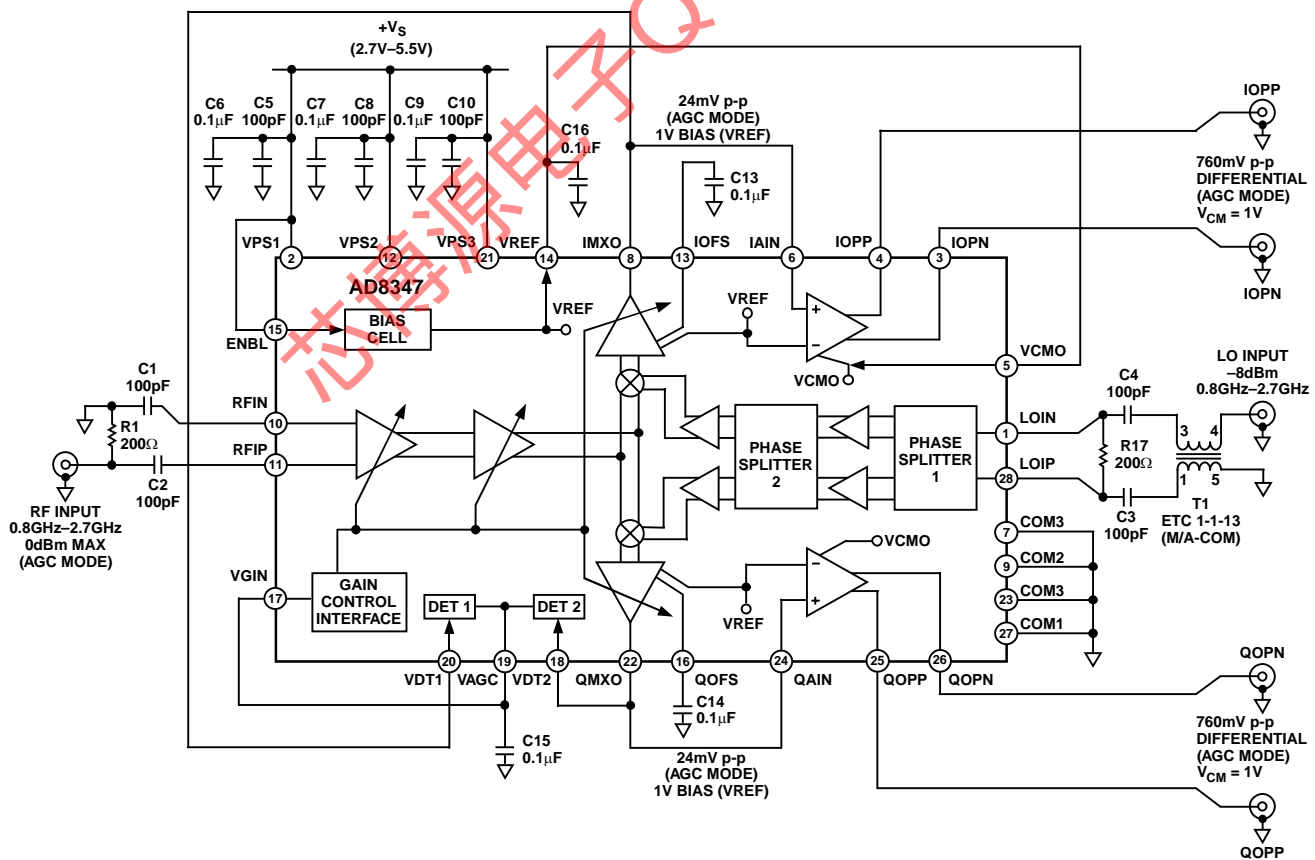 +VS
(2.7V–5.5V)
C6
0.1µF
C5
100pF
C7
0.1µF
C8
100pF
C9
0.1µF
C10
100pF
C16
0.1µF
24mV p-p
(AGC MODE)
1V BIAS (VREF)
C13
0.1µF
IOPP
760mV p-p
DIFFERENTIAL
(AGC MODE)
VCM = 1V
IOPN
VPS1
VPS2
VPS3
VREF
IMXO
IOFS
IAIN
IOPP
IOPN
2
12
21
14
8
13
6
4
3
AD8347
BIAS
CELL
VREF
VREF
+
–
VCMO
15
ENBL
5
VCMO
C1
100pF
R1
200Ω
C2
100pF
RFIN
10
RFIP
11
RF INPUT
0.8GHz–2.7GHz
0dBm MAX
(AGC MODE)
PHASE
SPLITTER
2
PHASE
SPLITTER
1
LOIN
1
LOIP
28
C4
100pF
R17
200Ω
C3
100pF
LO INPUT
–8dBm
0.8GHz–2.7GHz
3
4
1
5
T1
ETC 1-1-13
(M/A-COM)
COM3
7
COM2
9
COM3
23
COM1
27
VGIN
17
GAIN
CONTROL
INTERFACE
DET 1
DET 2
VREF
VCMO
–
+
20
19
18
22
16
24
25
26
VDT1
VAGC
VDT2
QMXO
QOFS
QAIN
QOPP
QOPN
C15
0.1µF
C14
0.1µF
24mV p-p
(AGC MODE)
1V BIAS (VREF)
QOPN
760mV p-p
DIFFERENTIAL
(AGC MODE)
VCM = 1V
QOPP
芯博源电子Q